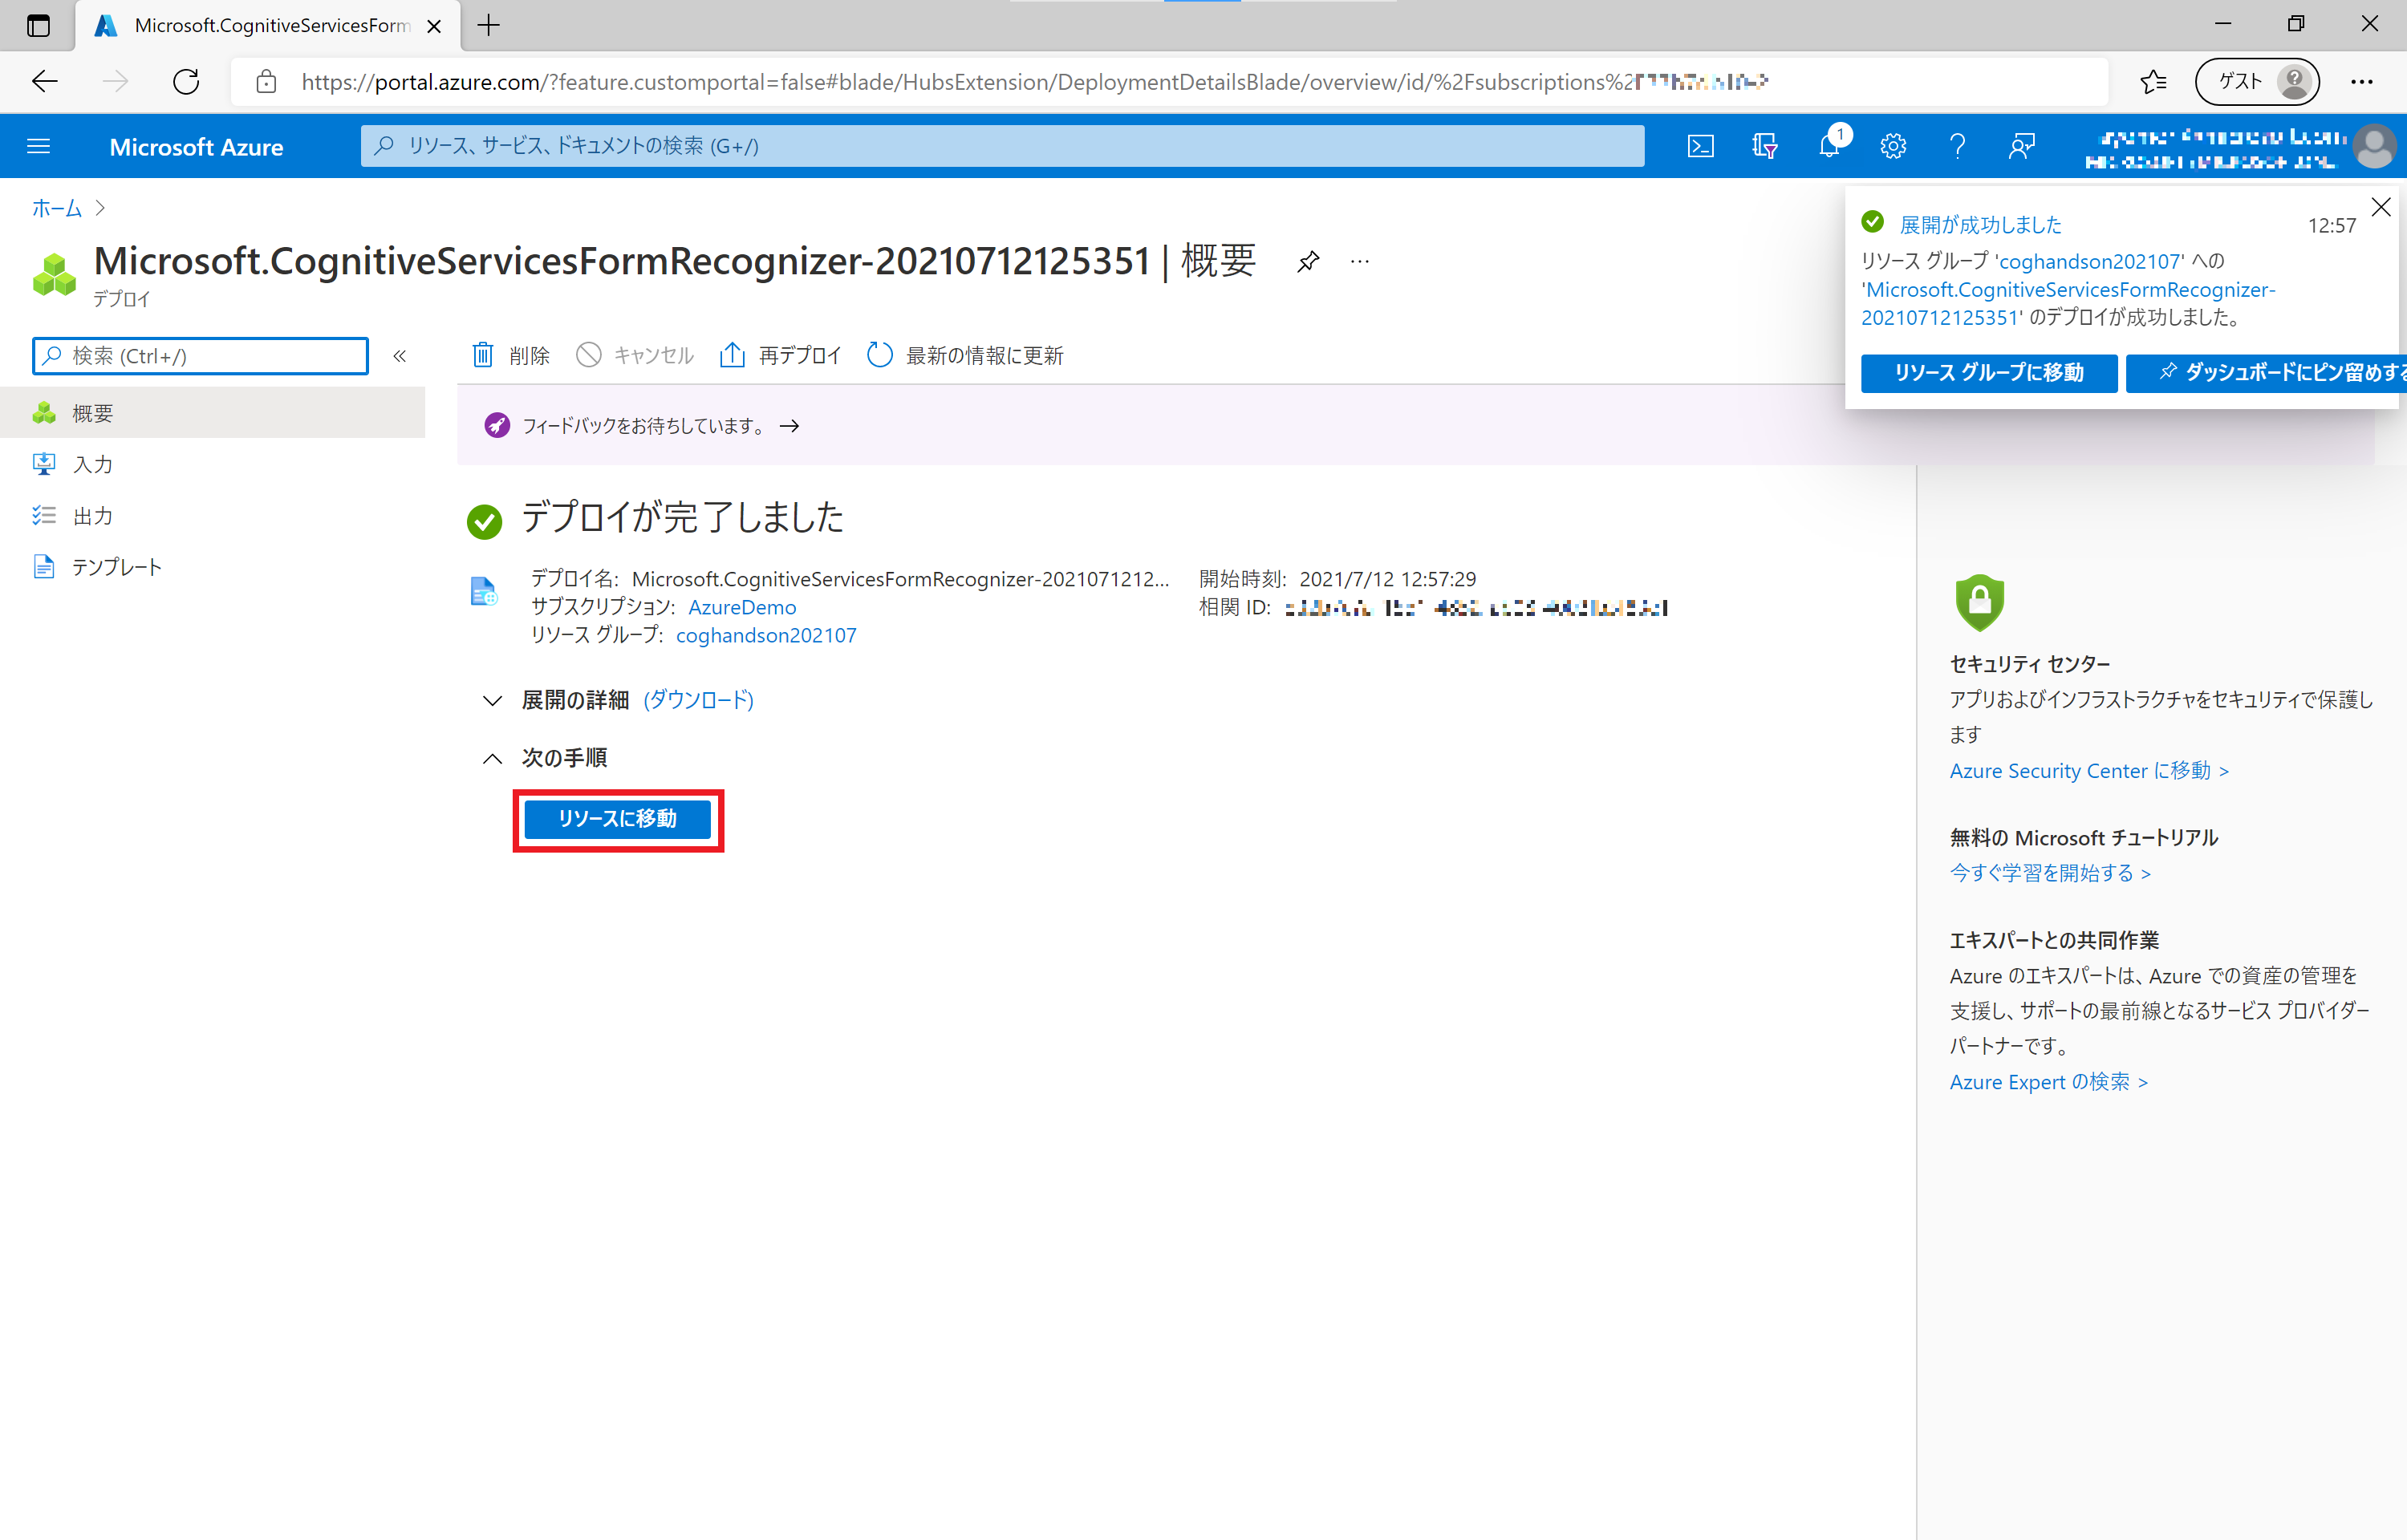 Microsoft.CognitiveServicesForm
https://portal.azure.com/?feature.customportal=false#blade/HubsExtension/DeploymentDetailsBlade/overview/id/%2Fsubscriptions%2
ゲスト
Microsoft Azure
リソース、サービス、ドキュメントの検索 (G+/)
1
ホーム
Microsoft.CognitiveServicesFormRecognizer-20210712125351 | 概要
デプロイ
展開が成功しました
12:57
リソース グループ 'coghandson202107' への
'Microsoft.CognitiveServicesFormRecognizer-
20210712125351' のデプロイが成功しました。
リソース グループに移動
ダッシュボードにピン留めする
検索 (Ctrl+/)
«
削除
キャンセル
再デプロイ
最新の情報に更新
概要
入力
出力
テンプレート
フィードバックをお待ちしています。 →
デプロイが完了しました
デプロイ名: Microsoft.CognitiveServicesFormRecognizer-2021071212...
サブスクリプション: AzureDemo
リソース グループ: coghandson202107
開始時刻: 2021/7/12 12:57:29
相関 ID:
展開の詳細 (ダウンロード)
次の手順
リソースに移動
セキュリティ センター
アプリおよびインフラストラクチャをセキュリティで保護し
ます
Azure Security Center に移動 >
無料の Microsoft チュートリアル
今すぐ学習を開始する >
エキスパートとの共同作業
Azure のエキスパートは、Azure での資産の管理を
支援し、サポートの最前線となるサービス プロバイダー
パートナーです。
Azure Expert の検索 >